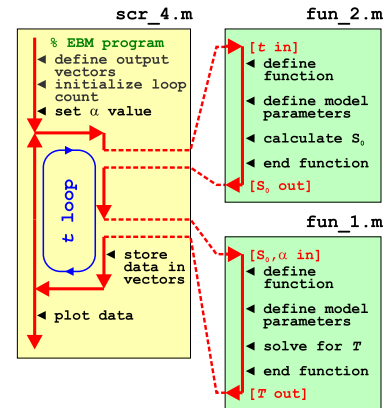 scr_4.m
% EBM program
define output
vectors
initialize loop
count
set α value
t loop
store
data in
vectors
plot data
fun_2.m
[t in]
define
function
define model
parameters
calculate S₀
end function
[S₀ out]
fun_1.m
[S₀,α in]
define
function
define model
parameters
solve for T
end function
[T out]